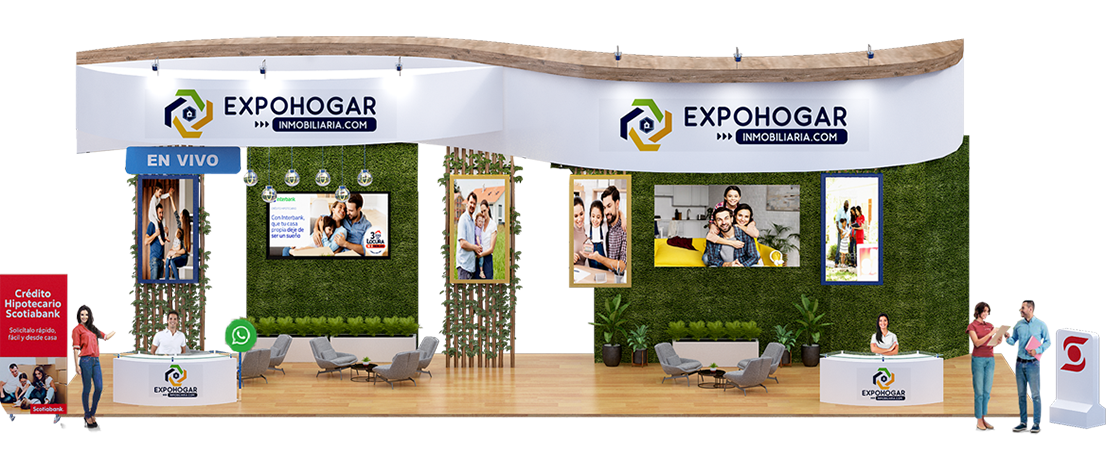 EXPOHOGAR
INMOBILIARIA.COM
EXPOHOGAR
INMOBILIARIA.COM
EN VIVO
Interbank
Con Interbank,
que tu casa
propia deje de
ser un sueño
LOCURA
Crédito
Hipotecario
Scotiabank
Solicítalo rápido,
fácil y desde casa
Scotiabank
EXPOHOGAR
INMOBILIARIA.COM
EXPOHOGAR
INMOBILIARIA.COM